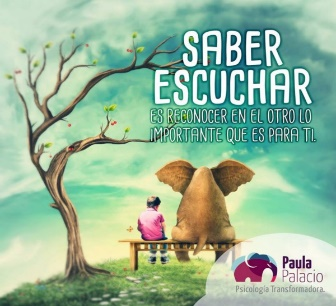 SABER
ESCUCHAR
ES RECONOCER EN EL OTRO LO
IMPORTANTE QUE ES PARA TI.
Paula
Palacio
Psicología Transformadora.